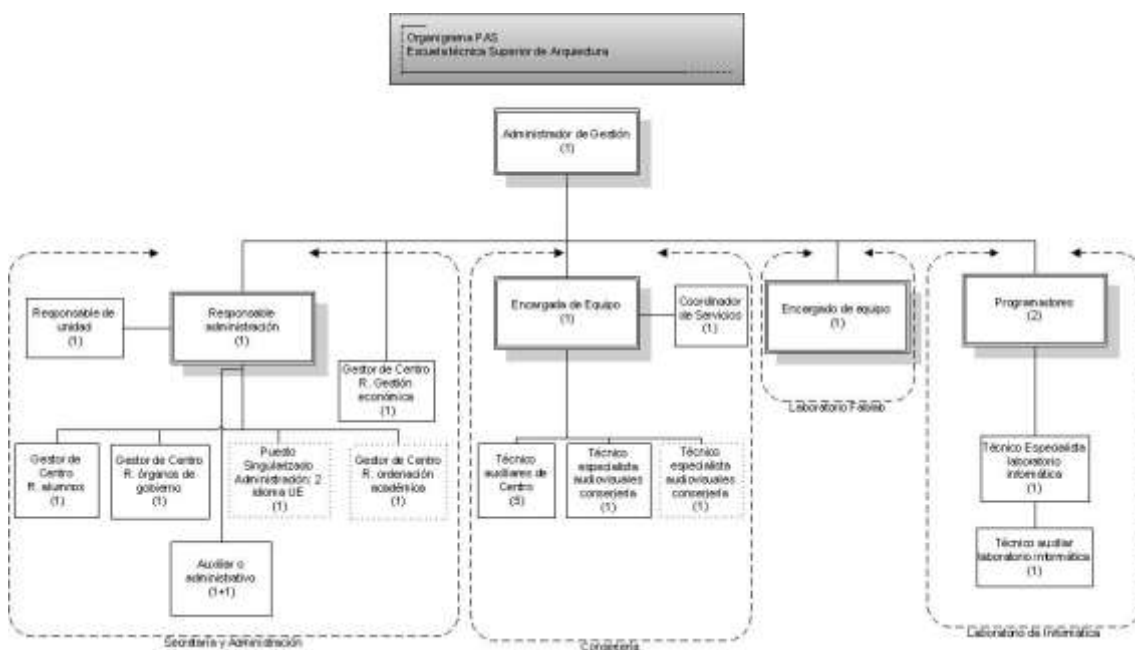 Organigrama PAS
Escuela técnica Superior de Arquiectura
Administrador de Gestión
(1)
Responsable de
unidad
(1)
Responsable
administración
(1)
Gestor de Centro
R. Gestión
económica
(1)
Encargada de Equipo
(1)
Coordinador
de Servicios
(1)
Encargado de equipo
(1)
Programadores
(2)
Laboratorio Fablab
Gestor de
Centro
R. alumnos
(1)
Gestor de Centro
R. órganos de
gobierno
(1)
Puesto
Singularizado
Administración: 2
idioma UE
(1)
Gestor de Centro
R. ordenación
académica
(1)
Técnico
auxiliares de
Centro
(5)
Técnico
especialista
audiovisuales
conserjería
(1)
Técnico
especialista
audiovisuales
conserjería
(1)
Técnico Especialista
laboratorio
informática
(1)
Auxiliar o
administrativo
(1+1)
Técnico auxiliar
laboratorio informática
(1)
Secretaría y Administración
Conserjería
Laboratorio de Informática